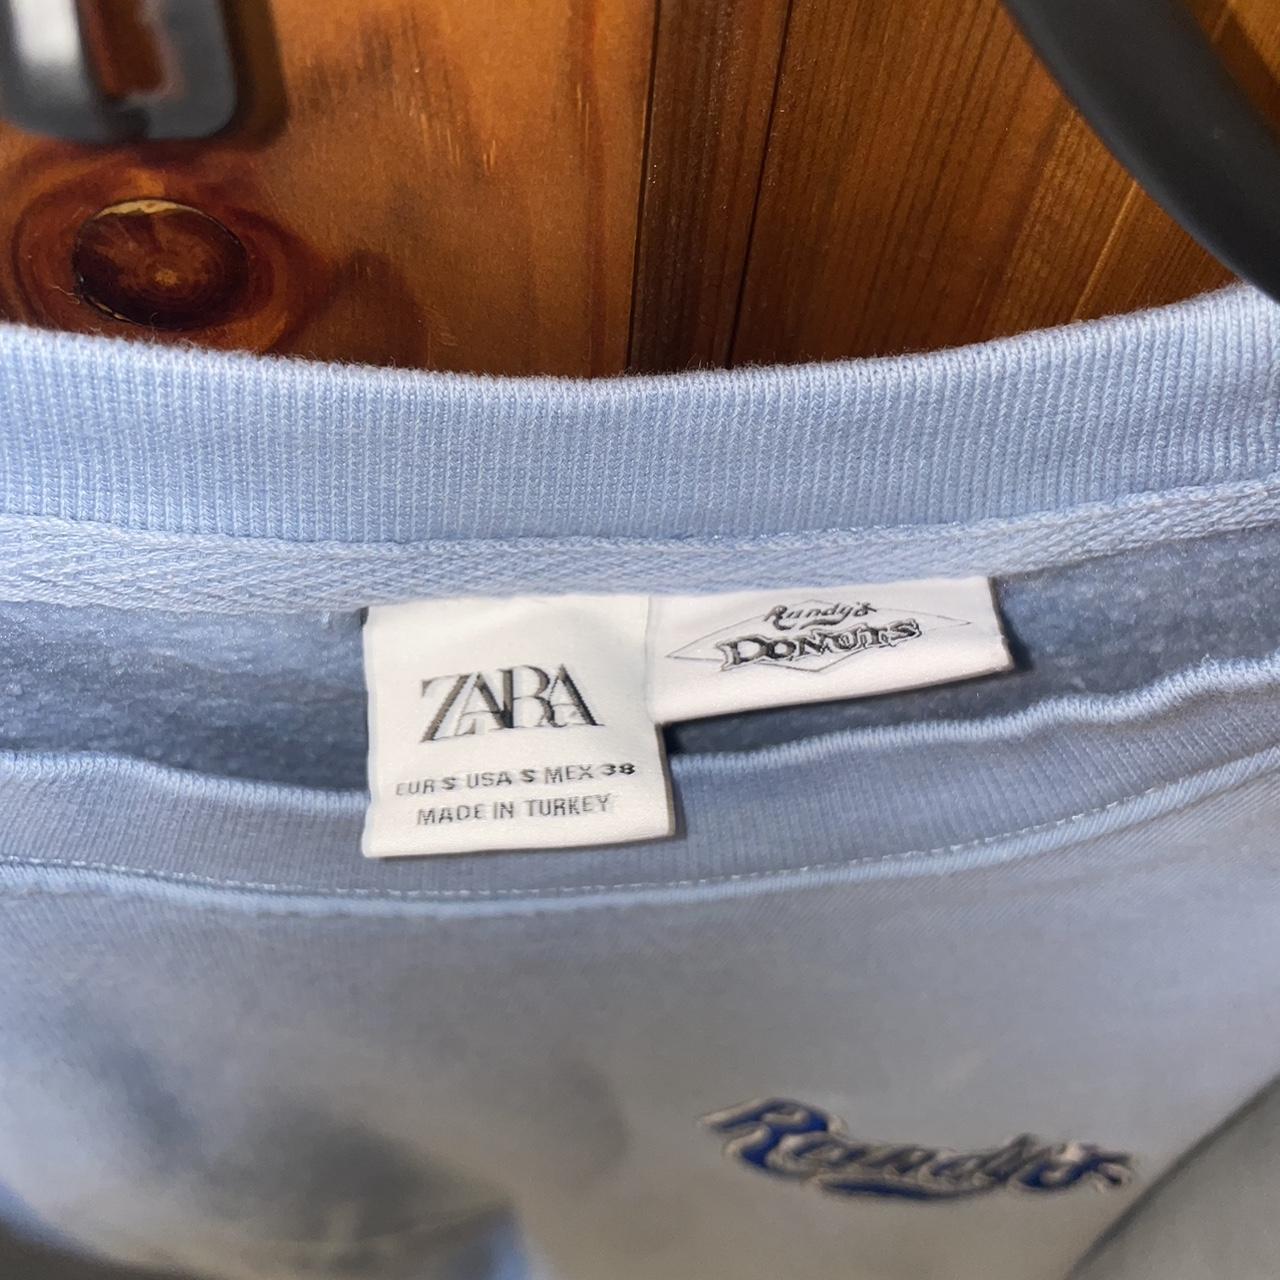 ZARA
EUR S USA S MEX 38
MADE IN TURKEY
Randy's
DONUTS
Randy's